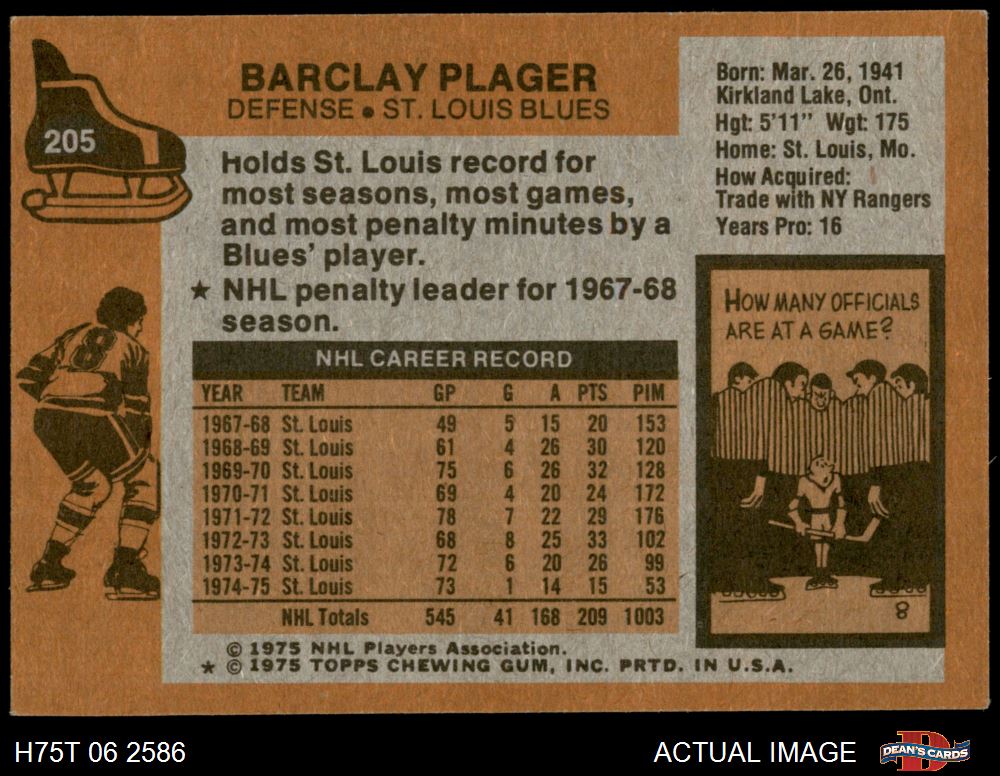 205
BARCLAY PLAGER
DEFENSE • ST. LOUIS BLUES
Holds St. Louis record for
most seasons, most games,
and most penalty minutes by a
Blues' player.
★ NHL penalty leader for 1967-68
season.
Born: Mar. 26, 1941
Kirkland Lake, Ont.
Hgt: 5'11" Wgt: 175
Home: St. Louis, Mo.
How Acquired:
Trade with NY Rangers
Years Pro: 16
8
NHL CAREER RECORD
YEAR TEAM GP G A PTS PIM
1967-68 St. Louis 49 5 15 20 153
1968-69 St. Louis 61 4 26 30 120
1969-70 St. Louis 75 6 26 32 128
1970-71 St. Louis 69 4 20 24 172
1971-72 St. Louis 78 7 22 29 176
1972-73 St. Louis 68 8 25 33 102
1973-74 St. Louis 72 6 20 26 99
1974-75 St. Louis 73 1 14 15 53
NHL Totals 545 41 168 209 1003
HOW MANY OFFICIALS
ARE AT A GAME?
8
© 1975 NHL Players Association.
★ © 1975 TOPPS CHEWING GUM, INC. PRTD. IN U.S.A.
H75T 06 2586
ACTUAL IMAGE
D
DEAN'S CARDS